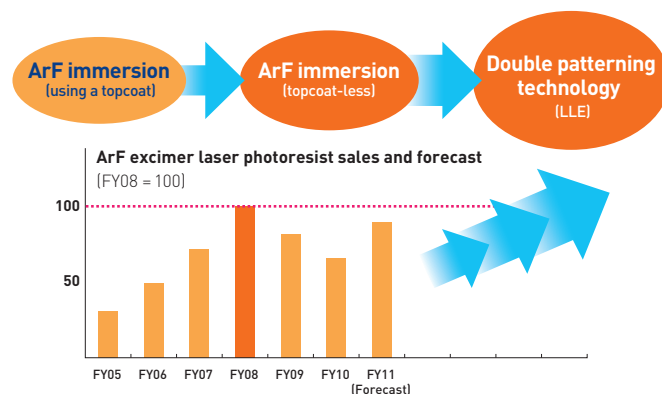 ArF immersion
(using a topcoat)
ArF immersion
(topcoat-less)
Double patterning
technology
(LLE)
ArF excimer laser photoresist sales and forecast
(FY08 = 100)
100
50
FY05 FY06 FY07 FY08 FY09 FY10 FY11
(Forecast)